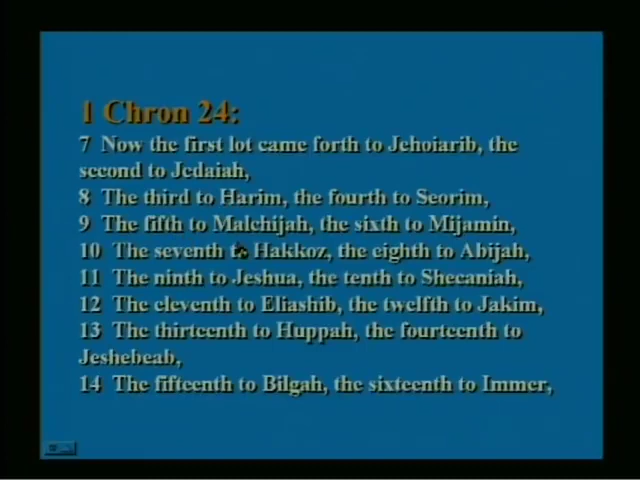 1 Chron 24:
7 Now the first lot came forth to Jehoiarib, the
second to Jedaiah,
8 The third to Harim, the fourth to Seorim,
9 The fifth to Malchijah, the sixth to Mijamin,
10 The seventh to Hakkoz, the eighth to Abijah,
11 The ninth to Jeshua, the tenth to Shecaniah,
12 The eleventh to Eliashib, the twelfth to Jakim,
13 The thirteenth to Huppah, the fourteenth to
Jeshebeab,
14 The fifteenth to Bilgah, the sixteenth to Immer,